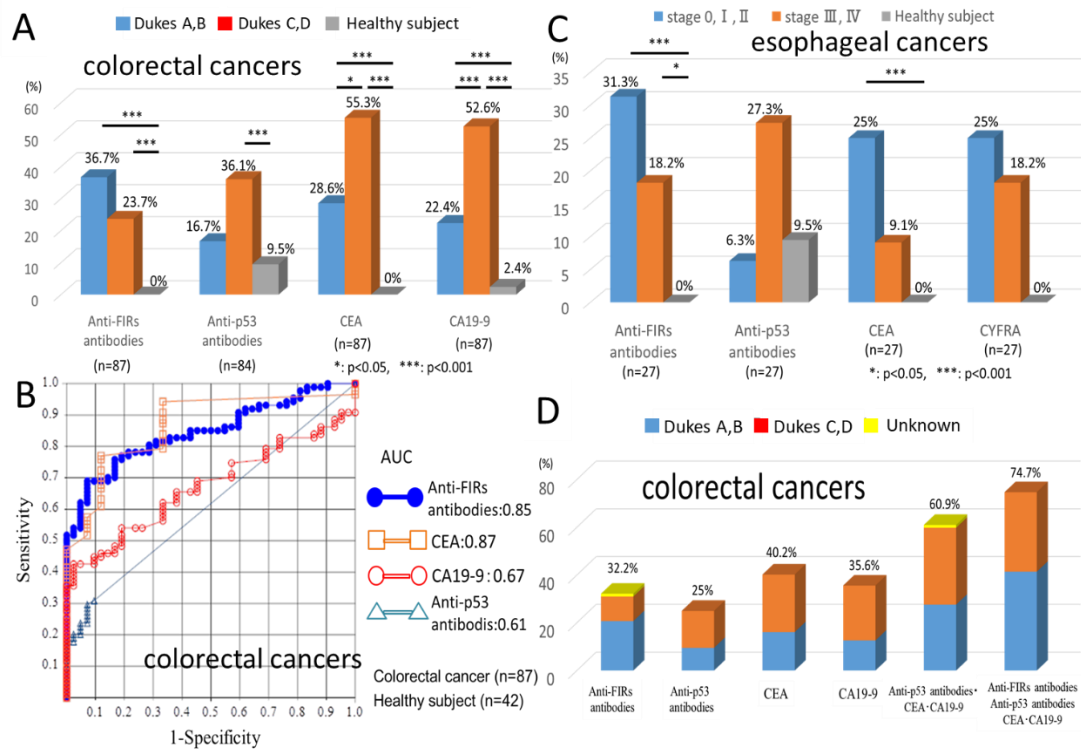 A
Dukes A,B
Dukes C,D
Healthy subject
colorectal cancers
(%)
60
50
40
30
20
10
0
***
***
36.7%
23.7%
0%
***
16.7%
36.1%
9.5%
***
*
***
28.6%
55.3%
0%
***
***
***
22.4%
52.6%
2.4%
Anti-FIRs
antibodies
(n=87)
Anti-p53
antibodies
(n=84)
CEA
(n=87)
CA19-9
(n=87)
*: p<0.05, ***: p<0.001
C
stage 0, Ⅰ, Ⅱ
stage Ⅲ, Ⅳ
Healthy subject
esophageal cancers
(%)
35
30
25
20
15
10
5
0
***
*
31.3%
18.2%
0%
6.3%
27.3%
9.5%
***
25%
9.1%
0%
25%
18.2%
0%
Anti-FIRs
antibodies
(n=27)
Anti-p53
antibodies
(n=27)
CEA
(n=27)
CYFRA
(n=27)
*: p<0.05, ***: p<0.001
B
Sensitivity
1.0
0.9
0.8
0.7
0.6
0.5
0.4
0.3
0.2
0.1
0.1 0.2 0.3 0.4 0.5 0.6 0.7 0.8 0.9 1.0
1-Specificity
colorectal cancers
AUC
Anti-FIRs
antibodies:0.85
CEA:0.87
CA19-9:0.67
Anti-p53
antibodis:0.61
Colorectal cancer (n=87)
Healthy subject (n=42)
D
Dukes A,B
Dukes C,D
Unknown
colorectal cancers
(%)
80
60
40
20
0
32.2%
25%
40.2%
35.6%
60.9%
74.7%
Anti-FIRs
antibodies
Anti-p53
antibodies
CEA
CA19-9
Anti-p53 antibodies・
CEA・CA19-9
Anti-FIRs antibodies
Anti-p53 antibodies
CEA・CA19-9